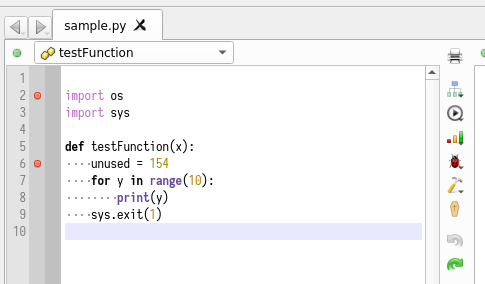 sample.py
testFunction
1
2 import os
3 import sys
4
5 def testFunction(x):
6 ····unused = 154
7 ····for y in range(10):
8 ········print(y)
9 ····sys.exit(1)
10